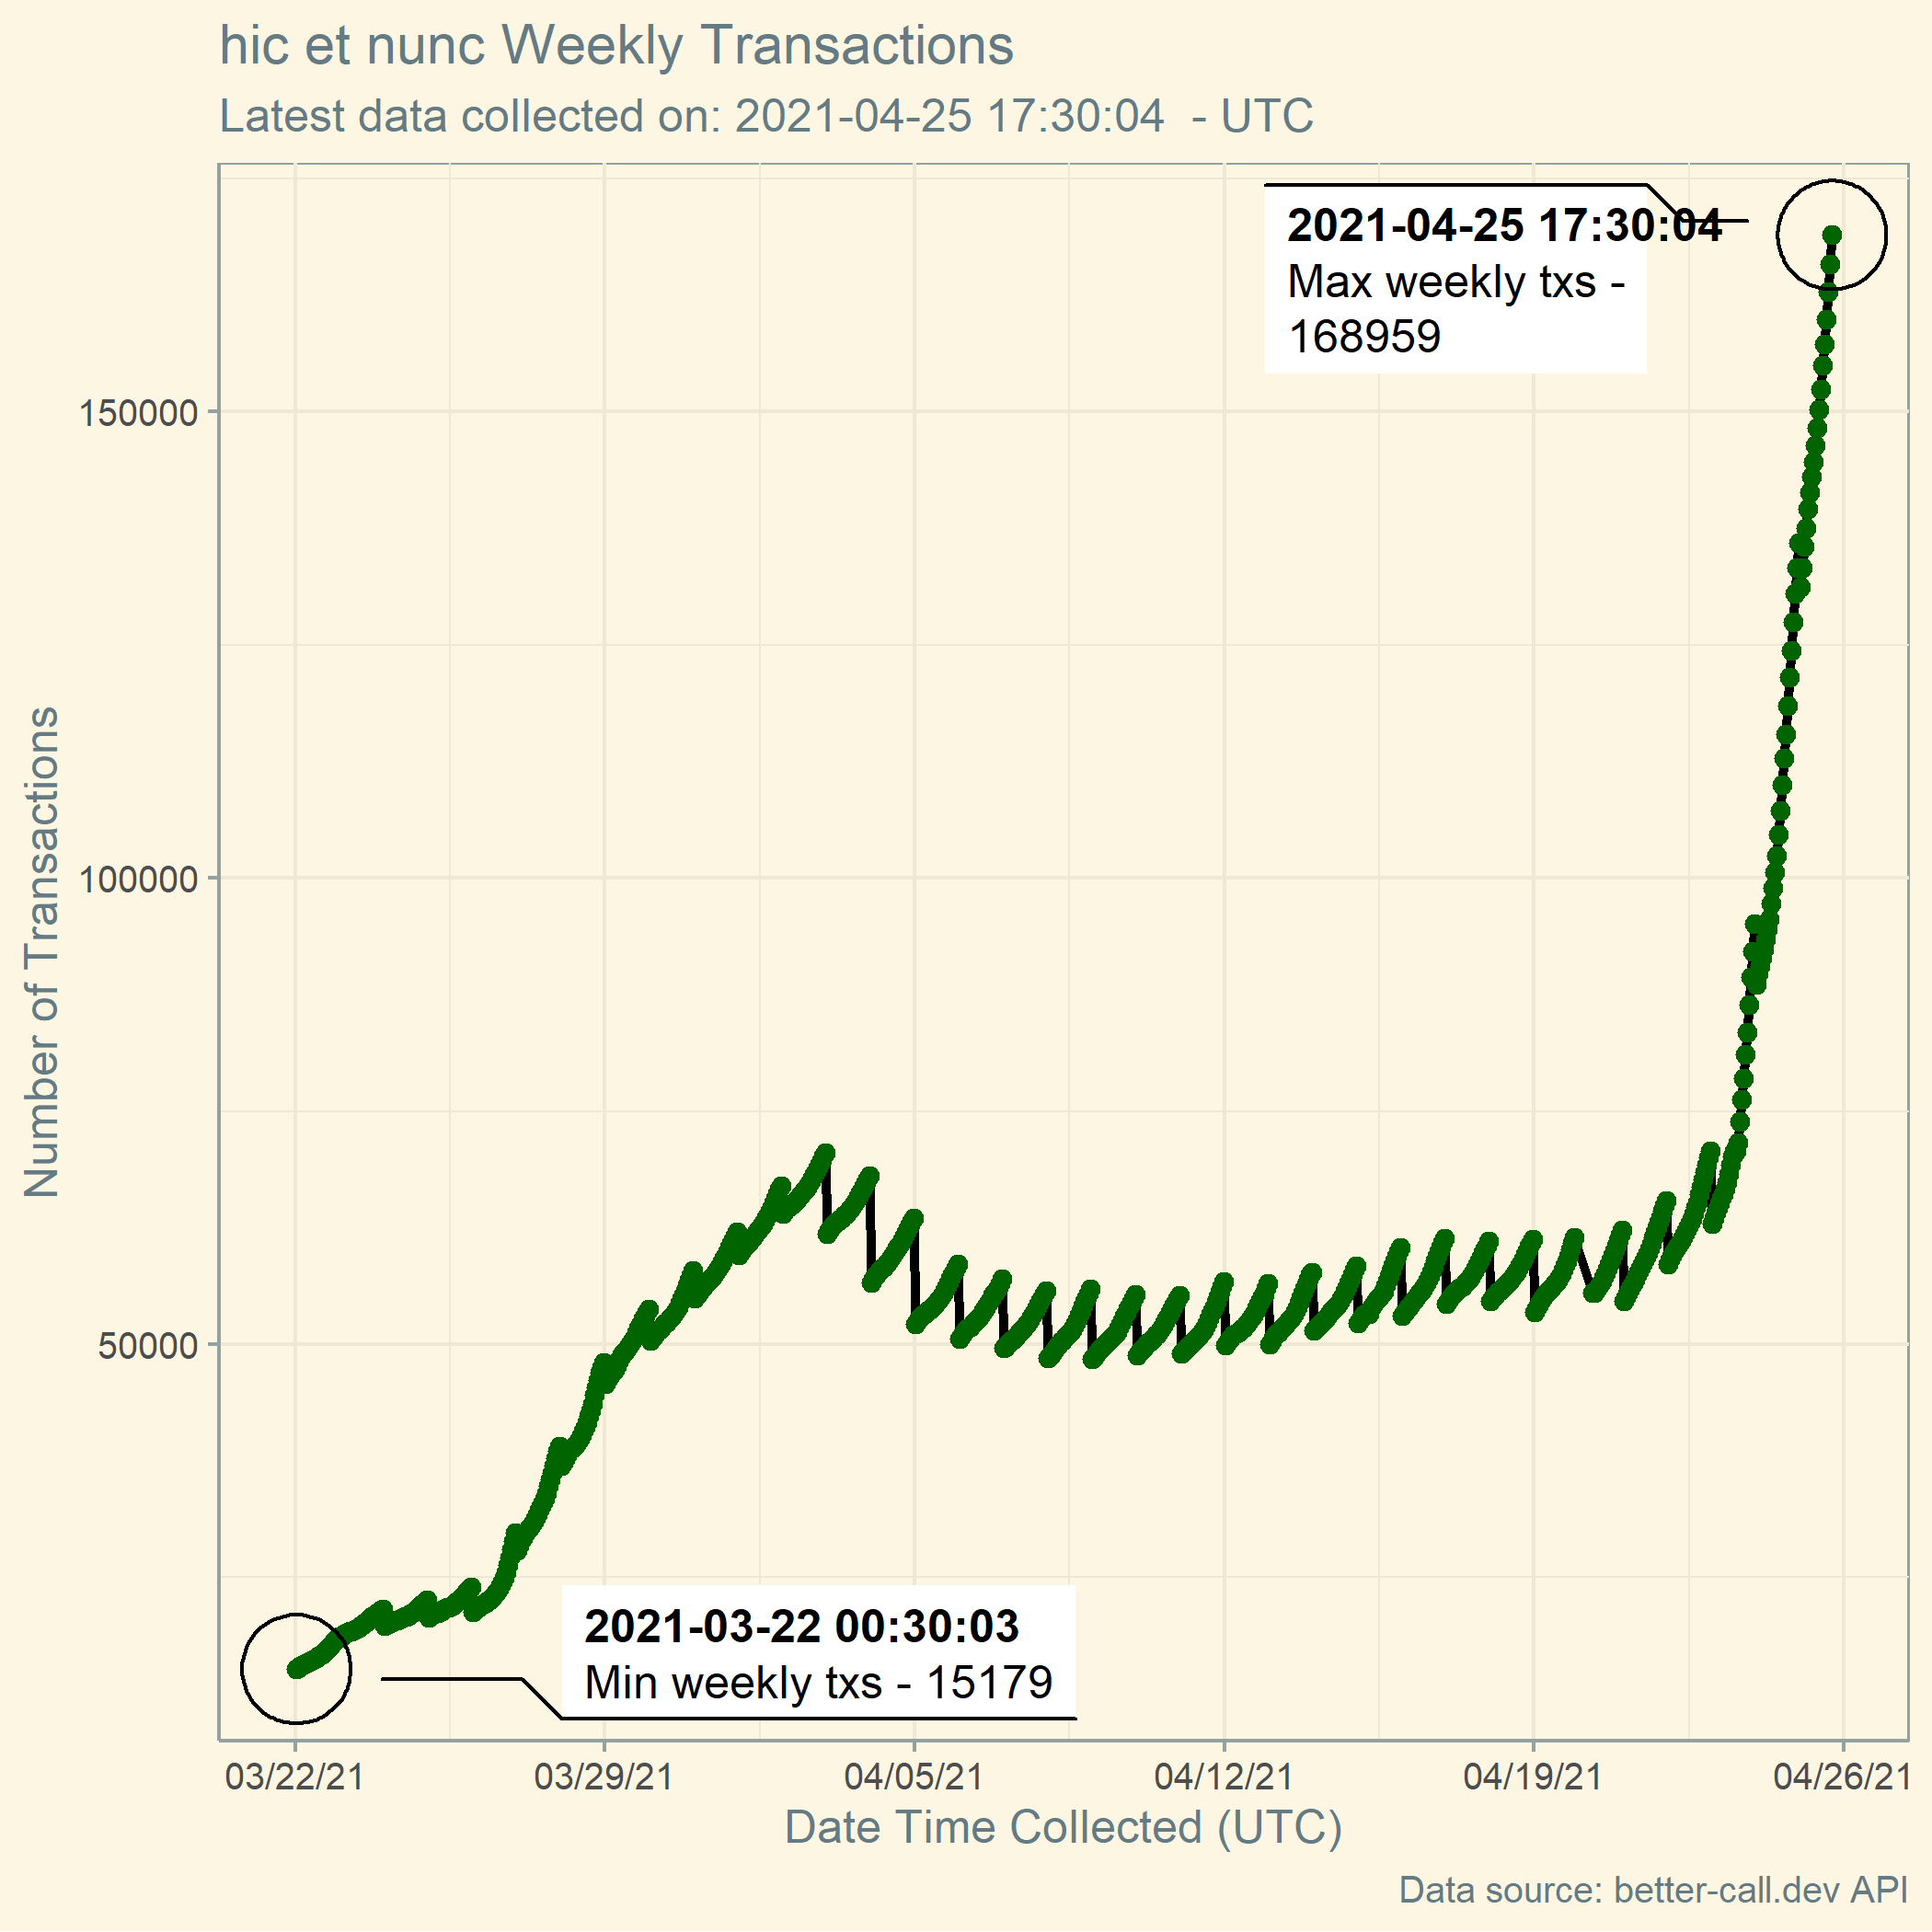 hic et nunc Weekly Transactions
Latest data collected on: 2021-04-25 17:30:04  - UTC
2021-04-25 17:30:04
Max weekly txs -
168959
150000
100000
50000
Number of Transactions
2021-03-22 00:30:03
Min weekly txs - 15179
03/22/21 03/29/21 04/05/21 04/12/21 04/19/21 04/26/21
Date Time Collected (UTC)
Data source: better-call.dev API